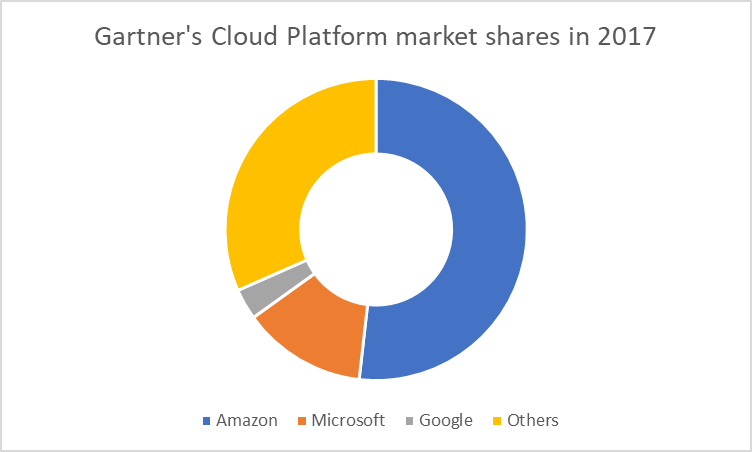 Gartner's Cloud Platform market shares in 2017
Amazon Microsoft Google Others